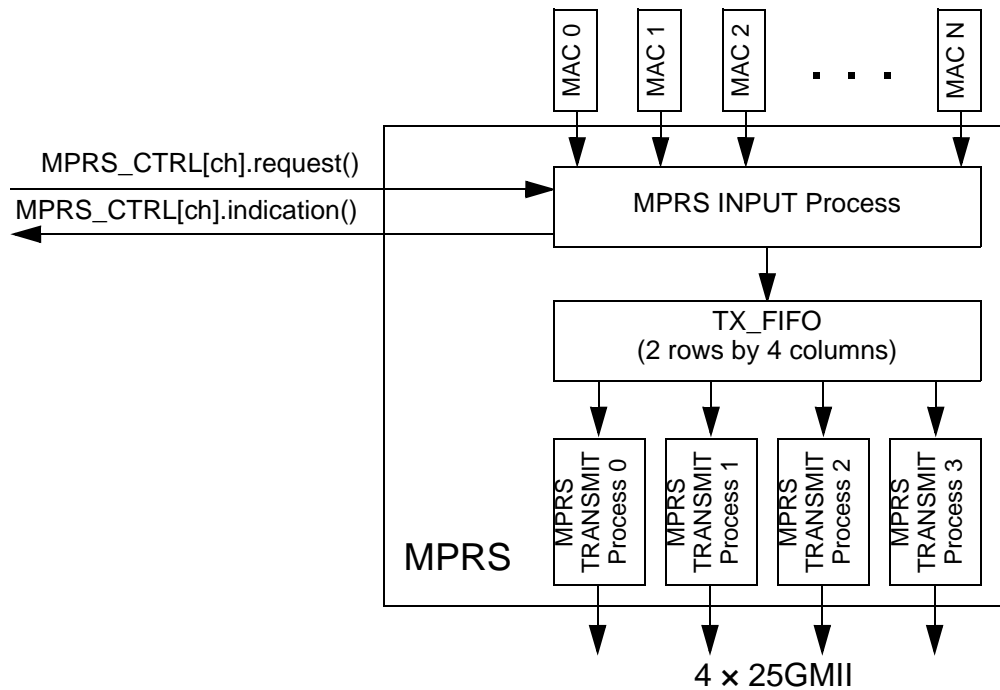 MAC 0
MAC 1
MAC 2
. . .
MAC N
MPRS_CTRL[ch].request()
MPRS_CTRL[ch].indication()
MPRS INPUT Process
TX_FIFO
(2 rows by 4 columns)
MPRS
TRANSMIT
Process 0
MPRS
TRANSMIT
Process 1
MPRS
TRANSMIT
Process 2
MPRS
TRANSMIT
Process 3
MPRS
4 × 25GMII